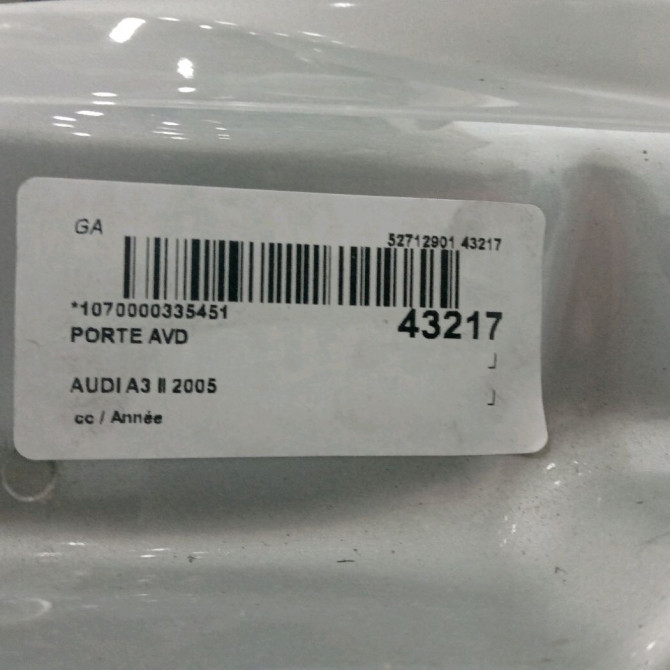 GA
52712901 43217
*1070000335451
43217
PORTE AVD
AUDI A3 II 2005
cc / Année